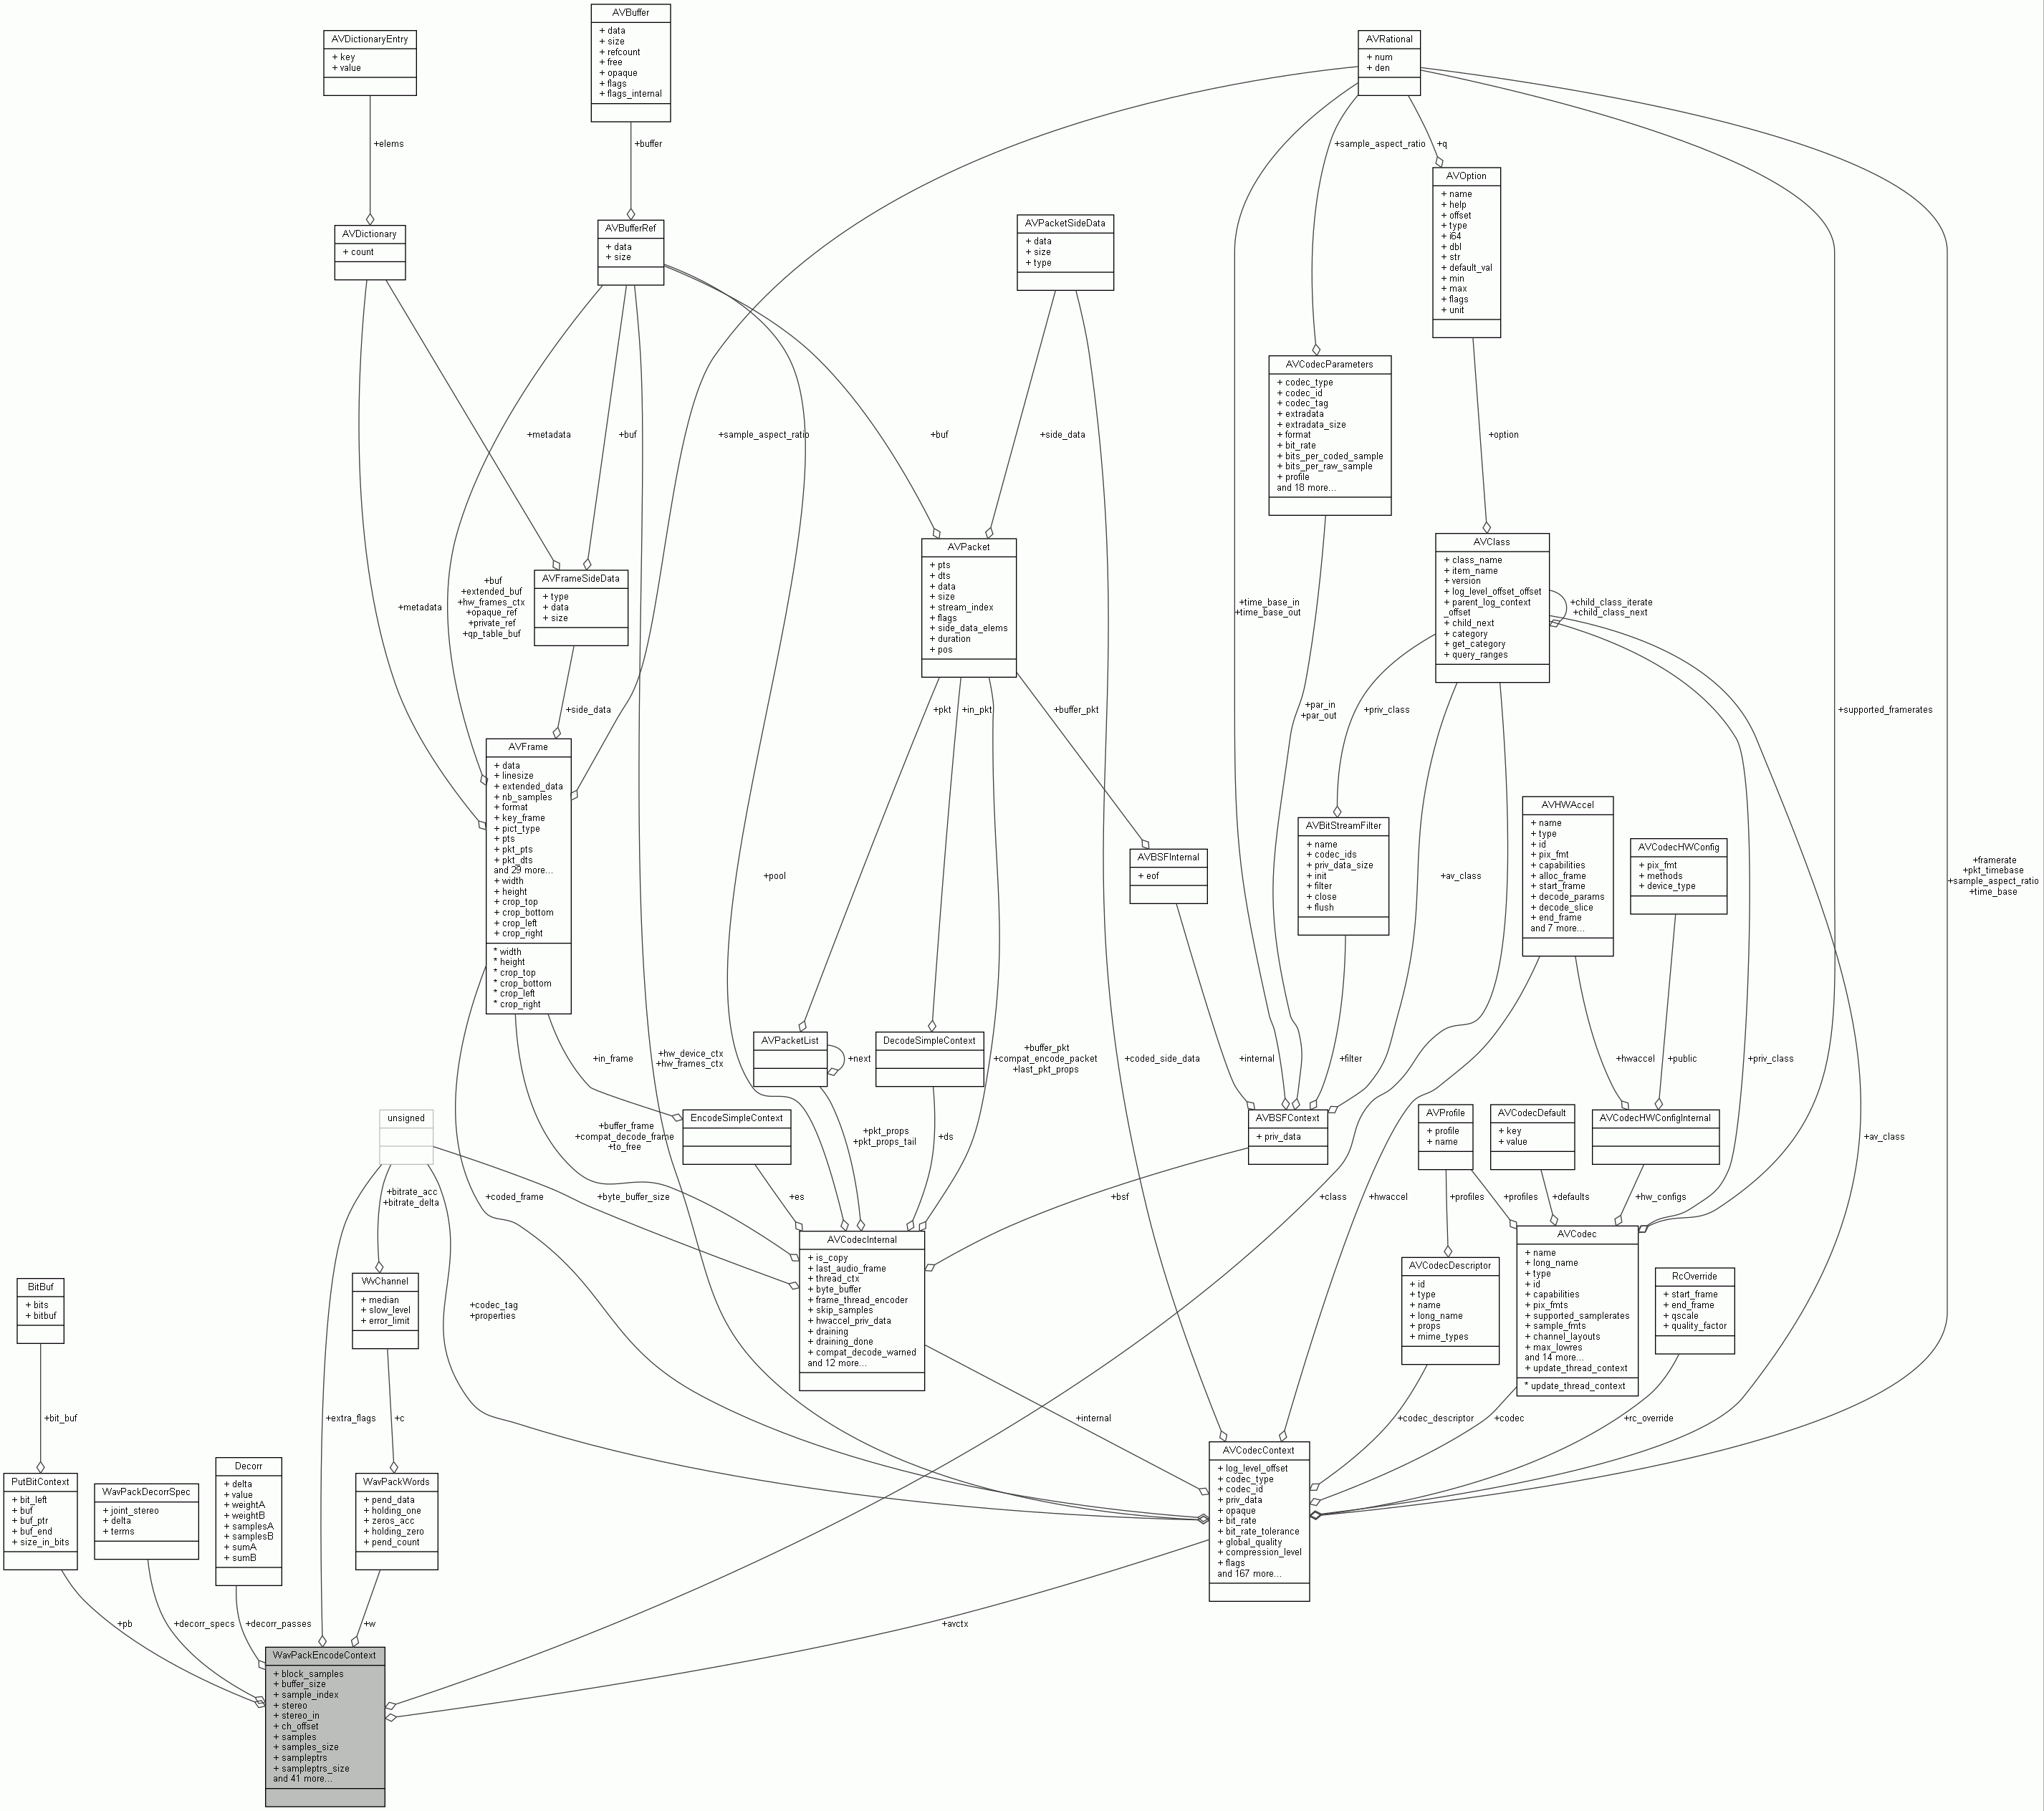 AVBuffer
+ data
+ size
+ refcount
+ free
+ opaque
+ flags
+ flags_internal
AVDictionaryEntry
+ key
+ value
AVRational
+ num
+ den
+elems
+buffer
+sample_aspect_ratio
+q
AVOption
+ name
+ help
+ offset
+ type
+ i64
+ dbl
+ str
+ default_val
+ min
+ max
+ flags
+ unit
AVDictionary
+ count
AVBufferRef
+ data
+ size
AVPacketSideData
+ data
+ size
+ type
AVCodecParameters
+ codec_type
+ codec_id
+ codec_tag
+ extradata
+ extradata_size
+ format
+ bit_rate
+ bits_per_coded_sample
+ bits_per_raw_sample
+ profile
and 18 more...
+metadata
+buf
+sample_aspect_ratio
+buf
+side_data
+option
AVPacket
+ pts
+ dts
+ data
+ size
+ stream_index
+ flags
+ side_data_elems
+ duration
+ pos
AVClass
+ class_name
+ item_name
+ version
+ log_level_offset_offset
+ parent_log_context
_offset
+ child_next
+ category
+ get_category
+ query_ranges
+child_class_iterate
+child_class_next
AVFrameSideData
+ type
+ data
+ size
+metadata
+buf
+extended_buf
+hw_frames_ctx
+opaque_ref
+private_ref
+qp_table_buf
+time_base_in
+time_base_out
+side_data
+pkt
+in_pkt
+buffer_pkt
+par_in
+par_out
+priv_class
+supported_framerates
AVFrame
+ data
+ linesize
+ extended_data
+ nb_samples
+ format
+ key_frame
+ pict_type
+ pts
+ pkt_pts
+ pkt_dts
and 29 more...
+ width
+ height
+ crop_top
+ crop_bottom
+ crop_left
+ crop_right
* width
* height
* crop_top
* crop_bottom
* crop_left
* crop_right
+pool
AVBSFInternal
+ eof
AVBitStreamFilter
+ name
+ codec_ids
+ priv_data_size
+ init
+ filter
+ close
+ flush
+av_class
AVHWAccel
+ name
+ type
+ id
+ pix_fmt
+ capabilities
+ alloc_frame
+ start_frame
+ decode_params
+ decode_slice
+ end_frame
and 7 more...
AVCodecHWConfig
+ pix_fmt
+ methods
+ device_type
+framerate
+pkt_timebase
+sample_aspect_ratio
+time_base
+in_frame
+hw_device_ctx
+hw_frames_ctx
AVPacketList
+next
DecodeSimpleContext
+buffer_pkt
+compat_encode_packet
+last_pkt_props
+coded_side_data
+internal
+filter
+hwaccel
+public
+priv_class
unsigned
+buffer_frame
+compat_decode_frame
+to_free
EncodeSimpleContext
+pkt_props
+pkt_props_tail
+ds
AVBSFContext
+ priv_data
AVProfile
+ profile
+ name
AVCodecDefault
+ key
+ value
AVCodecHWConfigInternal
+av_class
+bitrate_acc
+bitrate_delta
+coded_frame
+byte_buffer_size
+es
+bsf
+class
+hwaccel
+profiles
+profiles
+defaults
+hw_configs
AVCodecInternal
+ is_copy
+ last_audio_frame
+ thread_ctx
+ byte_buffer
+ frame_thread_encoder
+ skip_samples
+ hwaccel_priv_data
+ draining
+ draining_done
+ compat_decode_warned
and 12 more...
AVCodec
+ name
+ long_name
+ type
+ id
+ capabilities
+ pix_fmts
+ supported_samplerates
+ sample_fmts
+ channel_layouts
+ max_lowres
and 14 more...
+ update_thread_context
* update_thread_context
AVCodecDescriptor
+ id
+ type
+ name
+ long_name
+ props
+ mime_types
RcOverride
+ start_frame
+ end_frame
+ qscale
+ quality_factor
BitBuf
+ bits
+ bitbuf
WvChannel
+ median
+ slow_level
+ error_limit
+codec_tag
+properties
+bit_buf
+extra_flags
+c
+internal
+codec_descriptor
+codec
+rc_override
PutBitContext
+ bit_left
+ buf
+ buf_ptr
+ buf_end
+ size_in_bits
WavPackDecorrSpec
+ joint_stereo
+ delta
+ terms
Decorr
+ delta
+ value
+ weightA
+ weightB
+ samplesA
+ samplesB
+ sumA
+ sumB
WavPackWords
+ pend_data
+ holding_one
+ zeros_acc
+ holding_zero
+ pend_count
AVCodecContext
+ log_level_offset
+ codec_type
+ codec_id
+ priv_data
+ opaque
+ bit_rate
+ bit_rate_tolerance
+ global_quality
+ compression_level
+ flags
and 167 more...
+pb
+decorr_specs
+decorr_passes
+w
+avctx
WavPackEncodeContext
+ block_samples
+ buffer_size
+ sample_index
+ stereo
+ stereo_in
+ ch_offset
+ samples
+ samples_size
+ sampleptrs
+ sampleptrs_size
and 41 more...